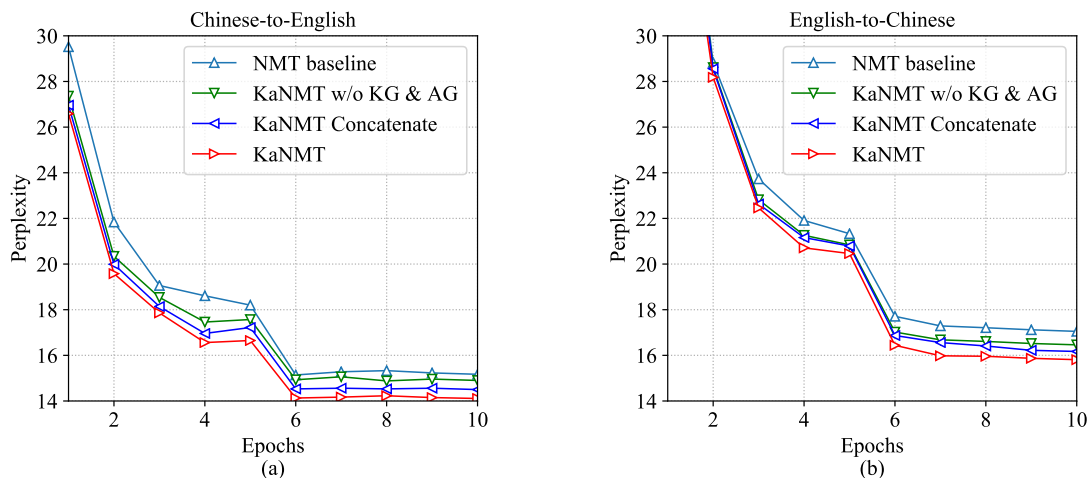 Chinese-to-English
30
28
26
24
22
20
18
16
14
2
4
6
8
10
Perplexity
Epochs
NMT baseline
KaNMT w/o KG & AG
KaNMT Concatenate
KaNMT
(a)
English-to-Chinese
30
28
26
24
22
20
18
16
14
2
4
6
8
10
Perplexity
Epochs
NMT baseline
KaNMT w/o KG & AG
KaNMT Concatenate
KaNMT
(b)